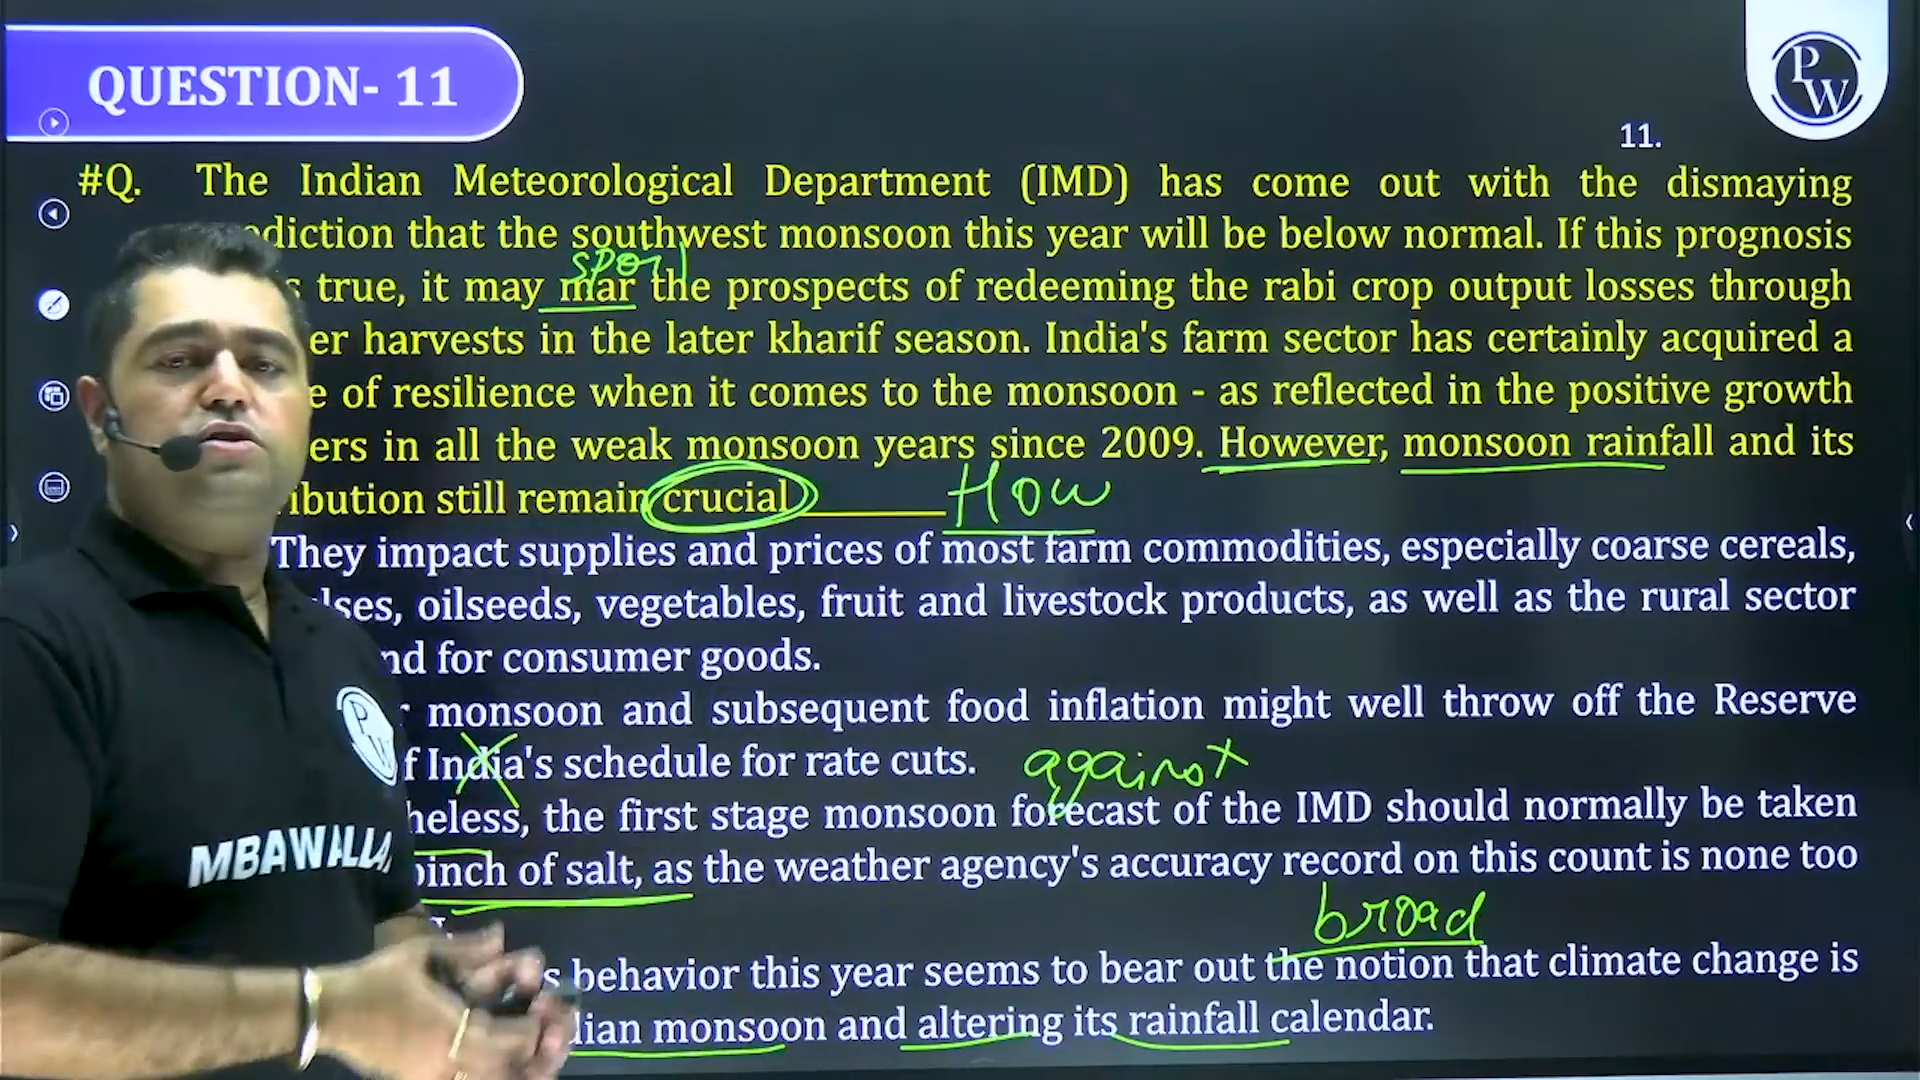 QUESTION- 11
P
W
11.
#Q. The Indian Meteorological Department (IMD) has come out with the dismaying
ediction that the southwest monsoon this year will be below normal. If this prognosis
spoil
s true, it may mar the prospects of redeeming the rabi crop output losses through
er harvests in the later kharif season. India's farm sector has certainly acquired a
e of resilience when it comes to the monsoon - as reflected in the positive growth
ers in all the weak monsoon years since 2009. However, monsoon rainfall and its
ibution still remain crucial ______ How
They impact supplies and prices of most farm commodities, especially coarse cereals,
lses, oilseeds, vegetables, fruit and livestock products, as well as the rural sector
nd for consumer goods.
r monsoon and subsequent food inflation might well throw off the Reserve
f India's schedule for rate cuts. against
heless, the first stage monsoon forecast of the IMD should normally be taken
pinch of salt, as the weather agency's accuracy record on this count is none too
broad
s behavior this year seems to bear out the notion that climate change is
dian monsoon and altering its rainfall calendar.
P
W
MBAWALLA